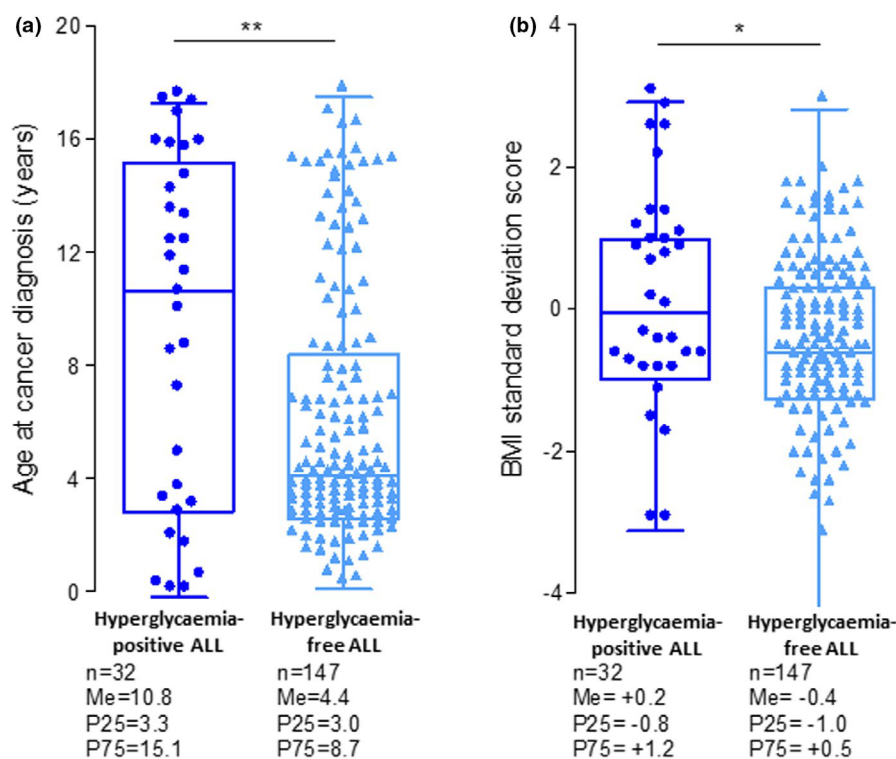 (a)
**
Age at cancer diagnosis (years)
20
16
12
8
4
0
Hyperglycaemia-
positive ALL
n=32
Me=10.8
P25=3.3
P75=15.1
Hyperglycaemia-
free ALL
n=147
Me=4.4
P25=3.0
P75=8.7
(b)
*
BMI standard deviation score
4
2
0
-2
-4
Hyperglycaemia-
positive ALL
n=32
Me= +0.2
P25= -0.8
P75= +1.2
Hyperglycaemia-
free ALL
n=147
Me= -0.4
P25= -1.0
P75= +0.5